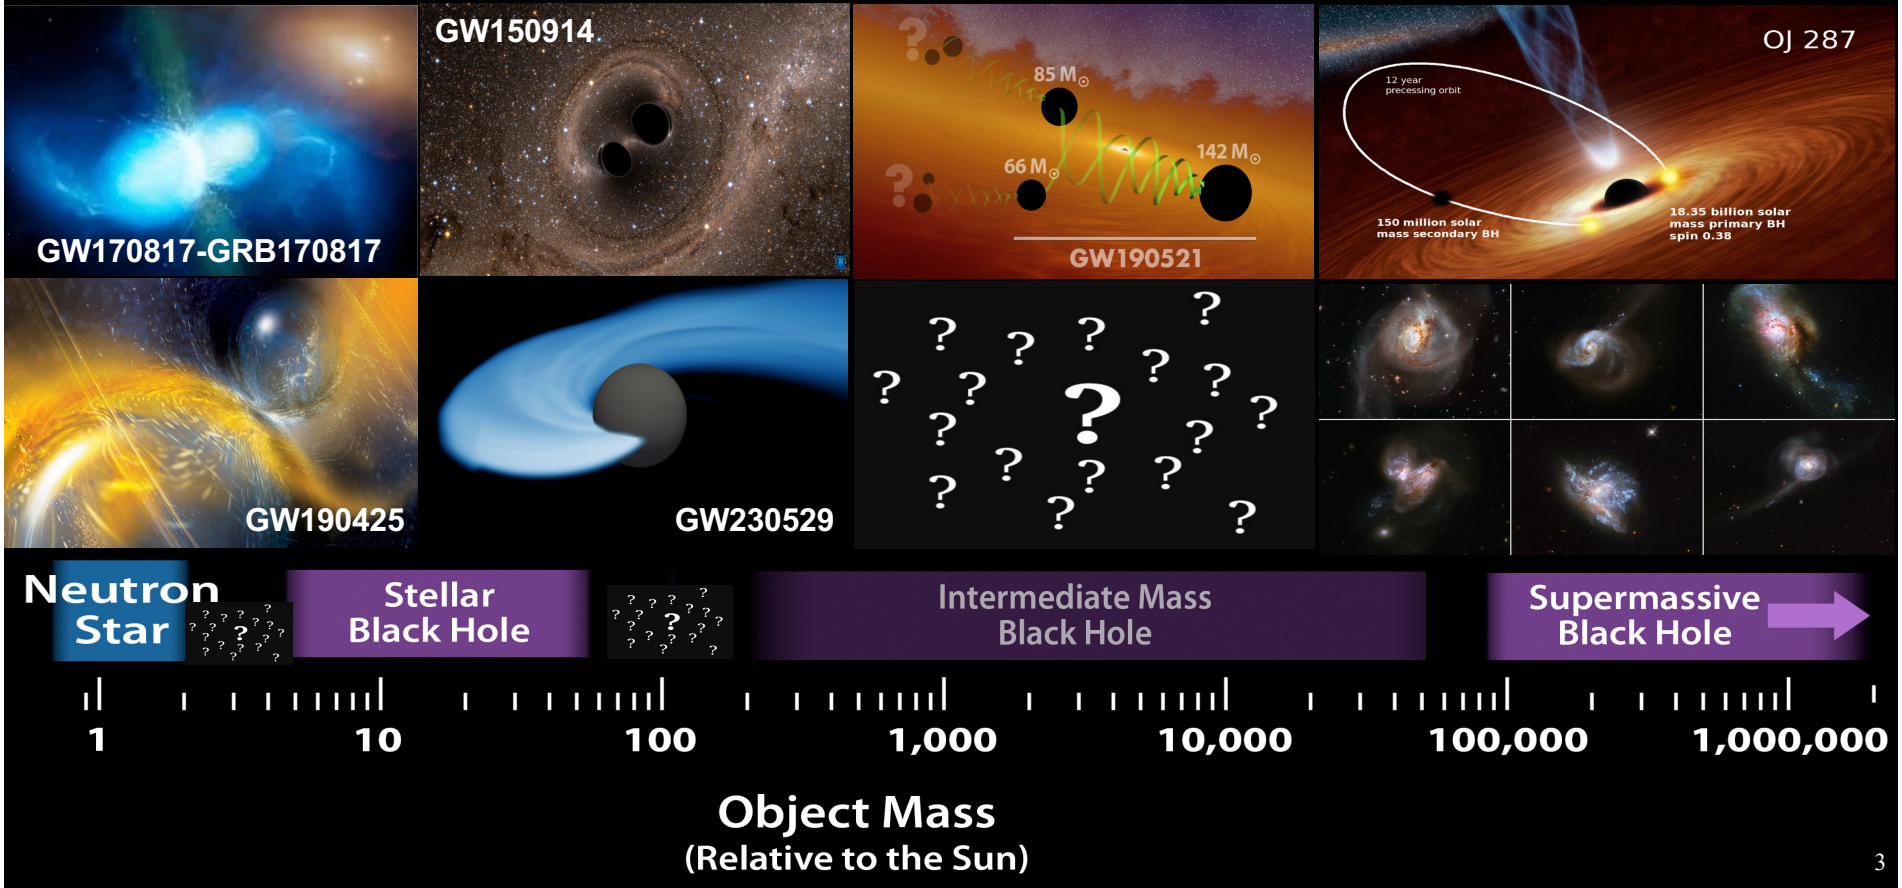 GW170817-GRB170817
GW150914
?
85 M☉
?
66 M☉
142 M☉
GW190521
OJ 287
12 year
precessing orbit
150 million solar
mass secondary BH
18.35 billion solar
mass primary BH
spin 0.38
GW190425
GW230529
? ? ? ? ? ? ? ? ? ? ? ? ? ? ? ? ? ? ?
Neutron
Star
? ? ? ? ? ? ? ? ? ? ? ? ? ? ? ? ? ? ?
Stellar
Black Hole
? ? ? ? ? ? ? ? ? ? ? ? ? ? ? ? ? ? ?
Intermediate Mass
Black Hole
Supermassive
Black Hole
1 10 100 1,000 10,000 100,000 1,000,000
Object Mass
(Relative to the Sun)
3